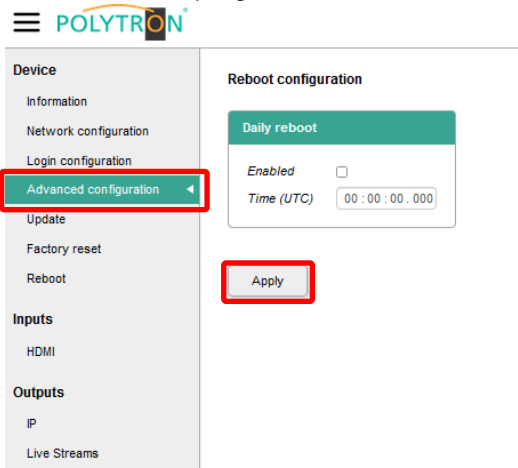 POLYTRON
Device
Information
Network configuration
Login configuration
Advanced configuration
Update
Factory reset
Reboot
Inputs
HDMI
Outputs
IP
Live Streams
Reboot configuration
Daily reboot
Enabled
Time (UTC) 00 : 00 : 00 . 000
Apply